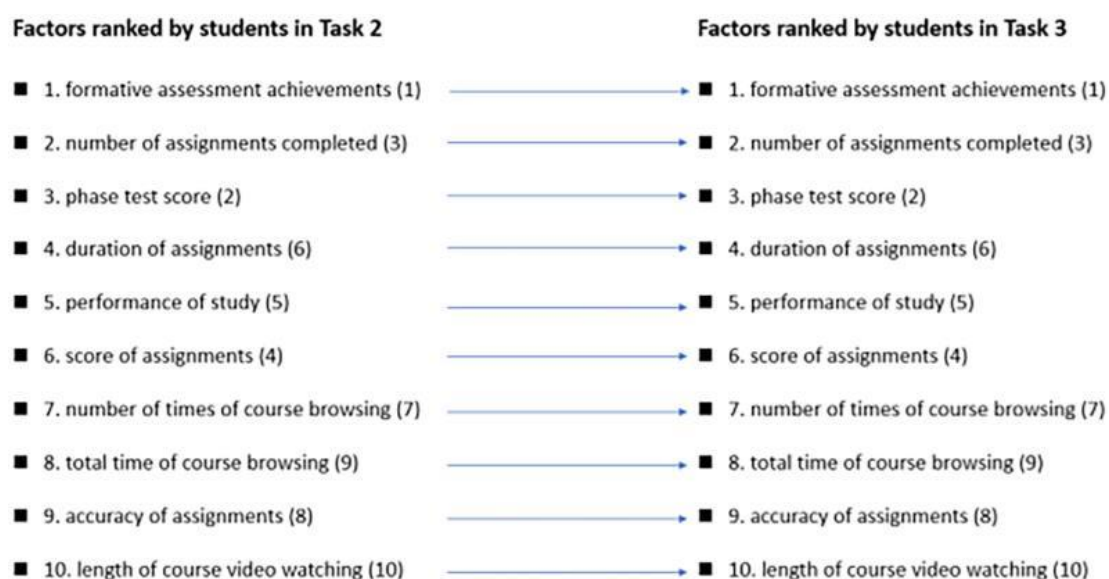 Factors ranked by students in Task 2
■ 1. formative assessment achievements (1)
■ 2. number of assignments completed (3)
■ 3. phase test score (2)
■ 4. duration of assignments (6)
■ 5. performance of study (5)
■ 6. score of assignments (4)
■ 7. number of times of course browsing (7)
■ 8. total time of course browsing (9)
■ 9. accuracy of assignments (8)
■ 10. length of course video watching (10)
Factors ranked by students in Task 3
■ 1. formative assessment achievements (1)
■ 2. number of assignments completed (3)
■ 3. phase test score (2)
■ 4. duration of assignments (6)
■ 5. performance of study (5)
■ 6. score of assignments (4)
■ 7. number of times of course browsing (7)
■ 8. total time of course browsing (9)
■ 9. accuracy of assignments (8)
■ 10. length of course video watching (10)